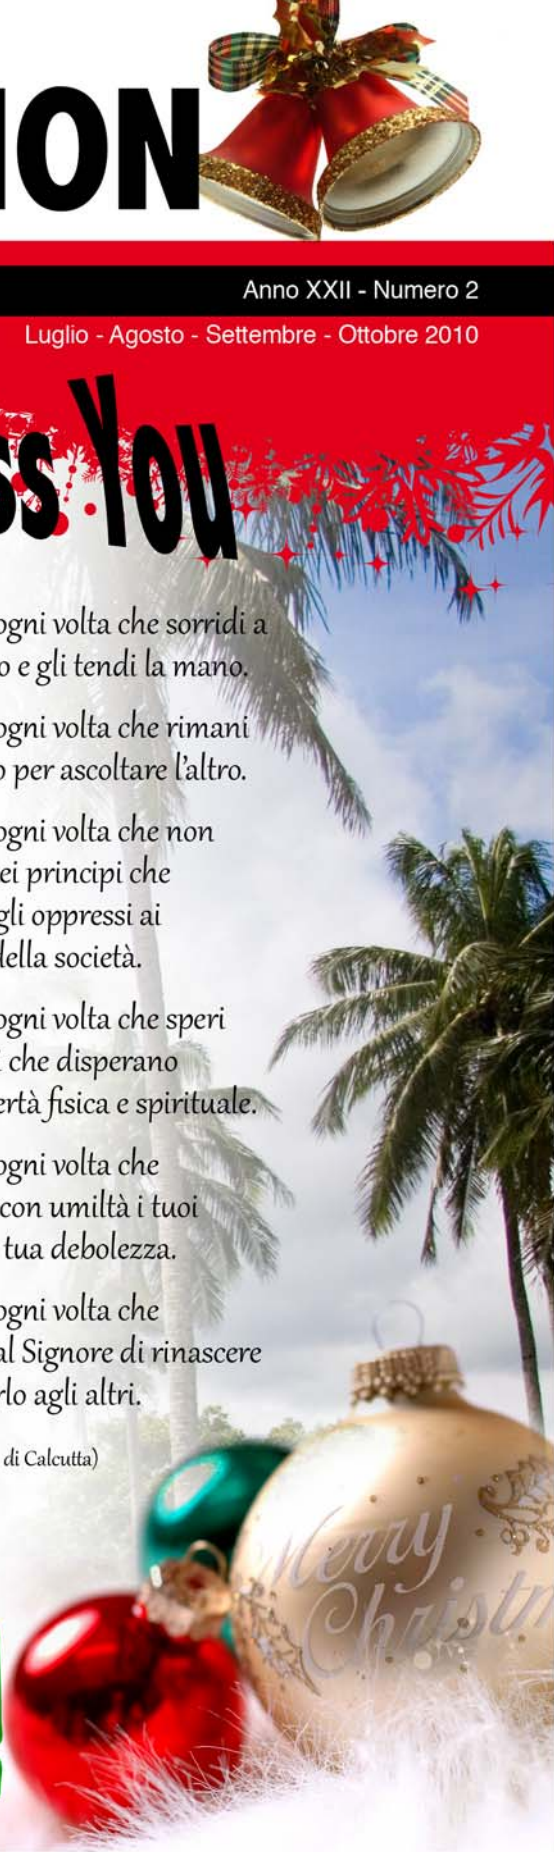 ION
Anno XXII - Numero 2
Luglio - Agosto - Settembre - Ottobre 2010
ss You
ogni volta che sorridi a
o e gli tendi la mano.
ogni volta che rimani
o per ascoltare l'altro.
ogni volta che non
ei principi che
gli oppressi ai
della società.
ogni volta che speri
i che disperano
ertà fisica e spirituale.
ogni volta che
con umiltà i tuoi
tua debolezza.
ogni volta che
al Signore di rinascere
rlo agli altri.
di Calcutta)
Merry
Christm